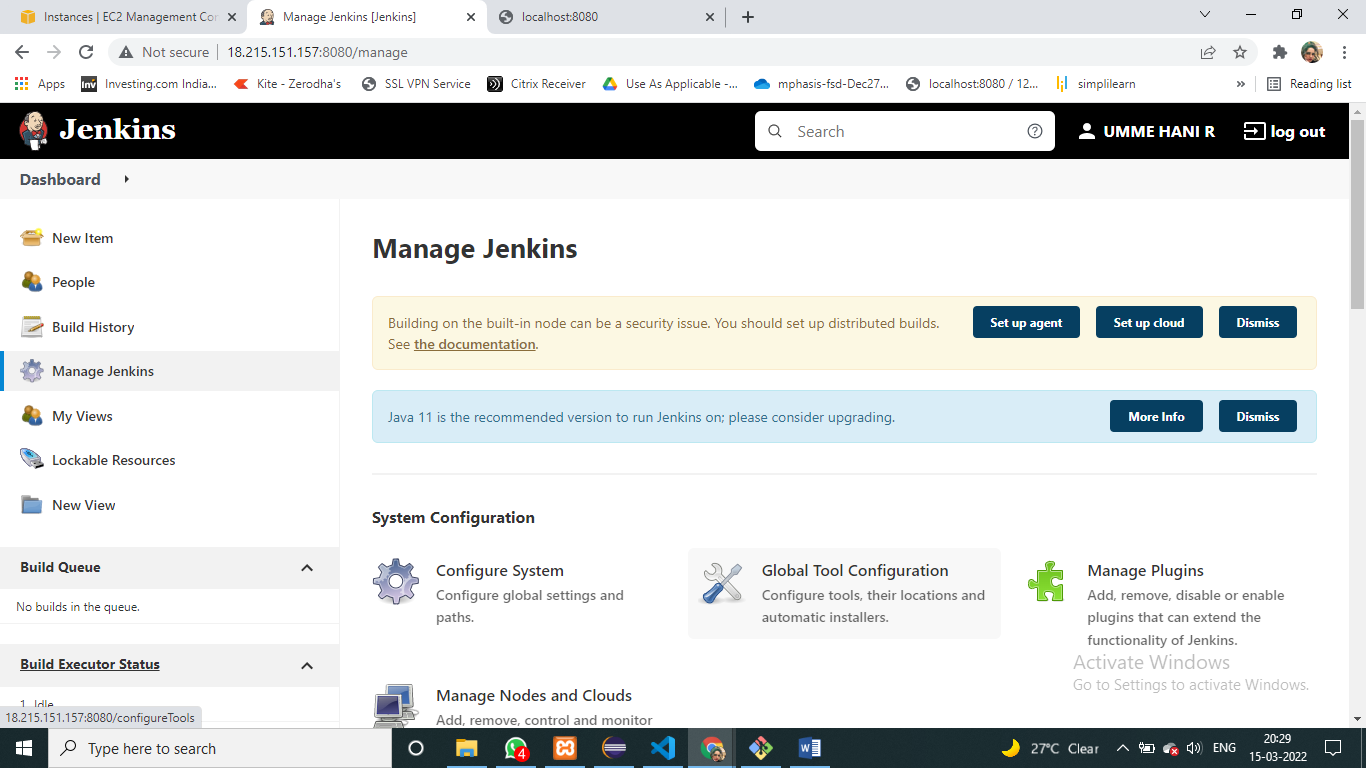 Instances | EC2 Management Con
Manage Jenkins [Jenkins]
localhost:8080
Not secure
18.215.151.157:8080/manage
Apps
Investing.com India...
Kite - Zerodha's
SSL VPN Service
Citrix Receiver
Use As Applicable -...
mphasis-fsd-Dec27...
localhost:8080 / 12...
simplilearn
»
Reading list
Jenkins
Search
UMME HANI R
log out
Dashboard
New Item
People
Build History
Manage Jenkins
My Views
Lockable Resources
New View
Build Queue
No builds in the queue.
Build Executor Status
1 Idle
18.215.151.157:8080/configureTools
Manage Jenkins
Building on the built-in node can be a security issue. You should set up distributed builds.
See the documentation.
Set up agent
Set up cloud
Dismiss
Java 11 is the recommended version to run Jenkins on; please consider upgrading.
More Info
Dismiss
System Configuration
Configure System
Configure global settings and
paths.
Global Tool Configuration
Configure tools, their locations and
automatic installers.
Manage Plugins
Add, remove, disable or enable
plugins that can extend the
functionality of Jenkins.
Manage Nodes and Clouds
Add, remove, control and monitor
Activate Windows
Go to Settings to activate Windows.
Type here to search
4
27°C Clear
ENG
20:29
15-03-2022